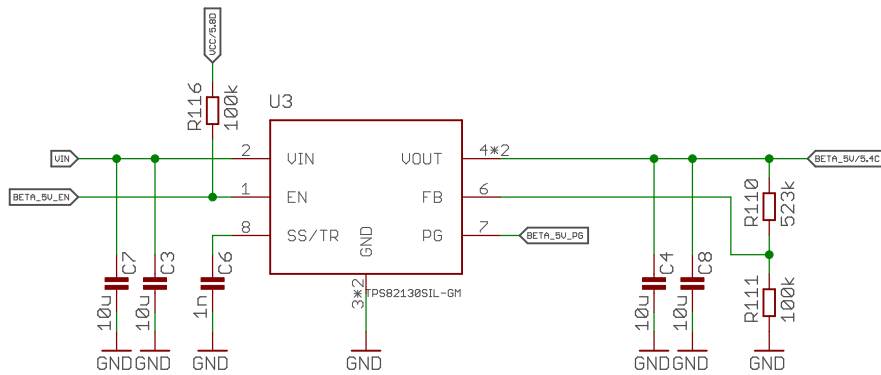 VCC/5.8D
R116
100k
U3
VIN
2
VIN
VOUT
4*2
BETA_5V/5.4C
BETA_5V_EN
1
EN
FB
6
R110
523k
8
SS/TR
GND
PG
7
BETA_5V_PG
C7
10u
C3
10u
C6
1n
3*2
TPS82130SIL-GM
C4
10u
C8
10u
R111
100k
GND
GND
GND
GND
GND
GND
GND